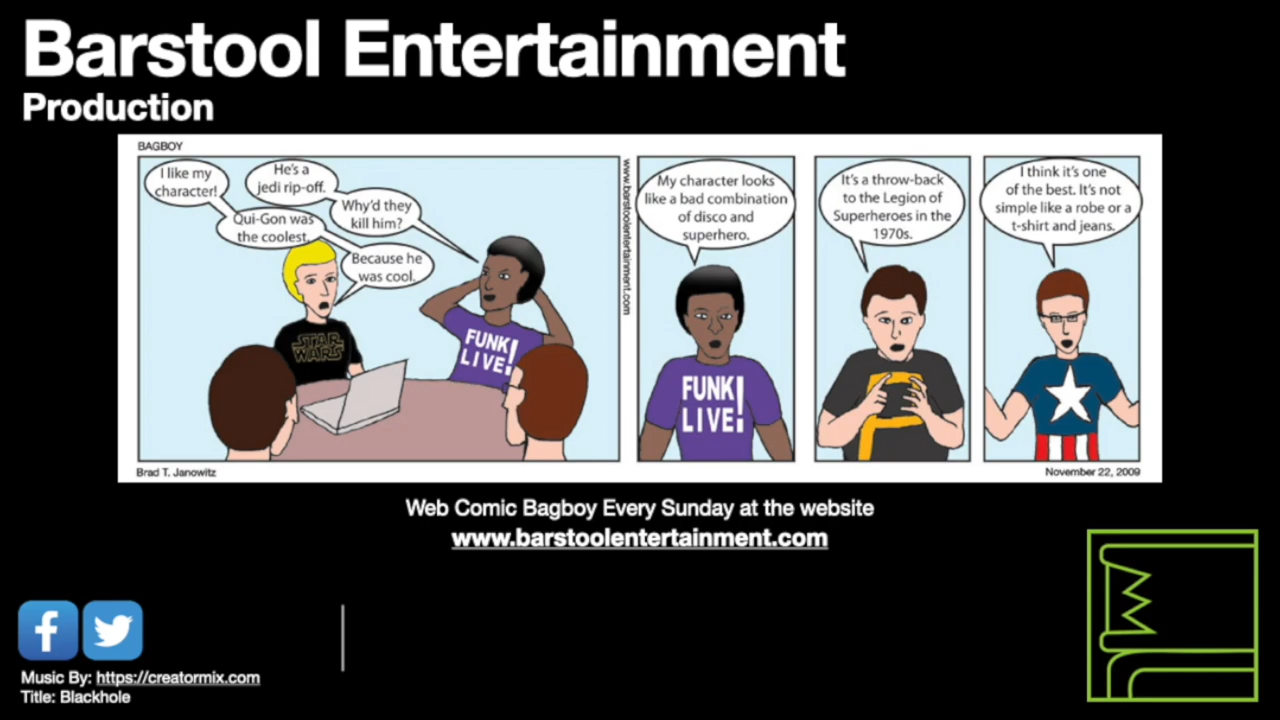 Barstool Entertainment
Production
BAGBOY
I like my
character!
He's a
jedi rip-off.
Qui-Gon was
the coolest.
Why'd they
kill him?
Because he
was cool.
STAR
WARS
FUNK
LIVE!
www.barstoolentertainment.com
My character looks
like a bad combination
of disco and
superhero.
FUNK
LIVE!
It's a throw-back
to the Legion of
Superheroes in the
1970s.
I think it's one
of the best. It's not
simple like a robe or a
t-shirt and jeans.
Brad T. Janowitz
November 22, 2009
Web Comic Bagboy Every Sunday at the website
www.barstoolentertainment.com
Music By: https://creatormix.com
Title: Blackhole